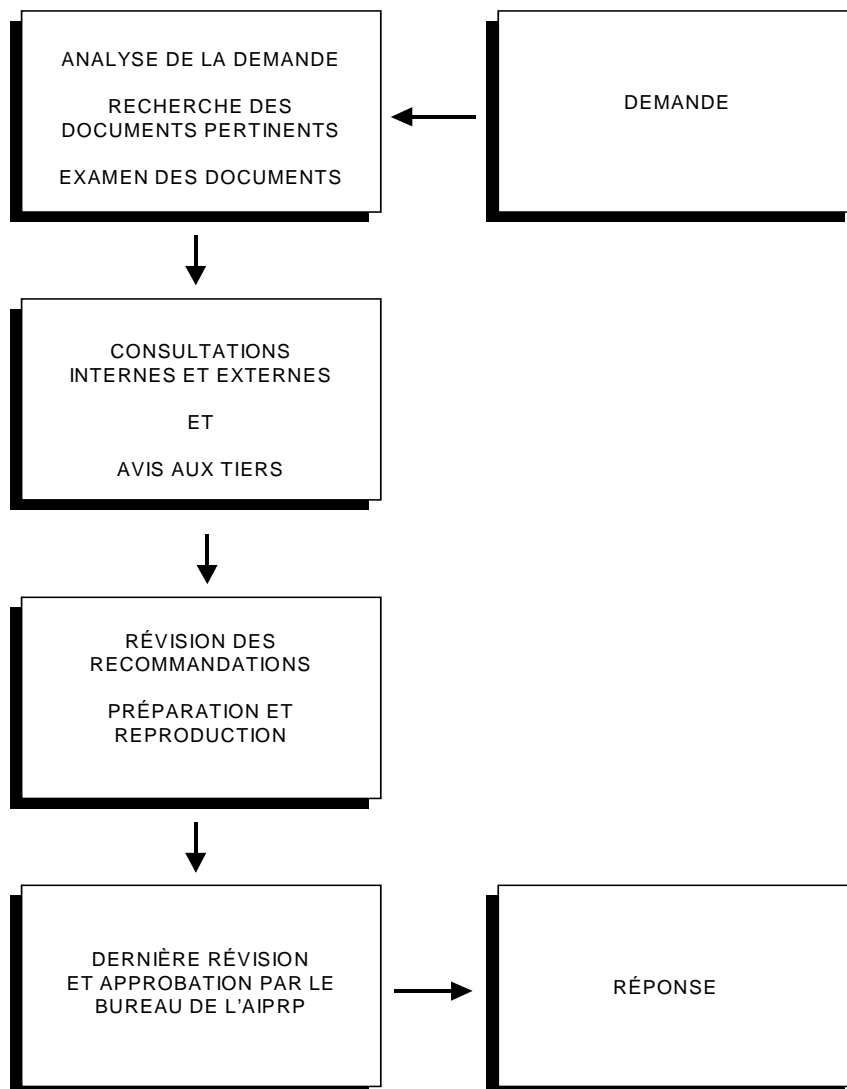 ANALYSE DE LA DEMANDE
RECHERCHE DES
DOCUMENTS PERTINENTS
EXAMEN DES DOCUMENTS
DEMANDE
CONSULTATIONS
INTERNES ET EXTERNES
ET
AVIS AUX TIERS
RÉVISION DES
RECOMMANDATIONS
PRÉPARATION ET
REPRODUCTION
DERNIÈRE RÉVISION
ET APPROBATION PAR LE
BUREAU DE L'AIPRP
RÉPONSE